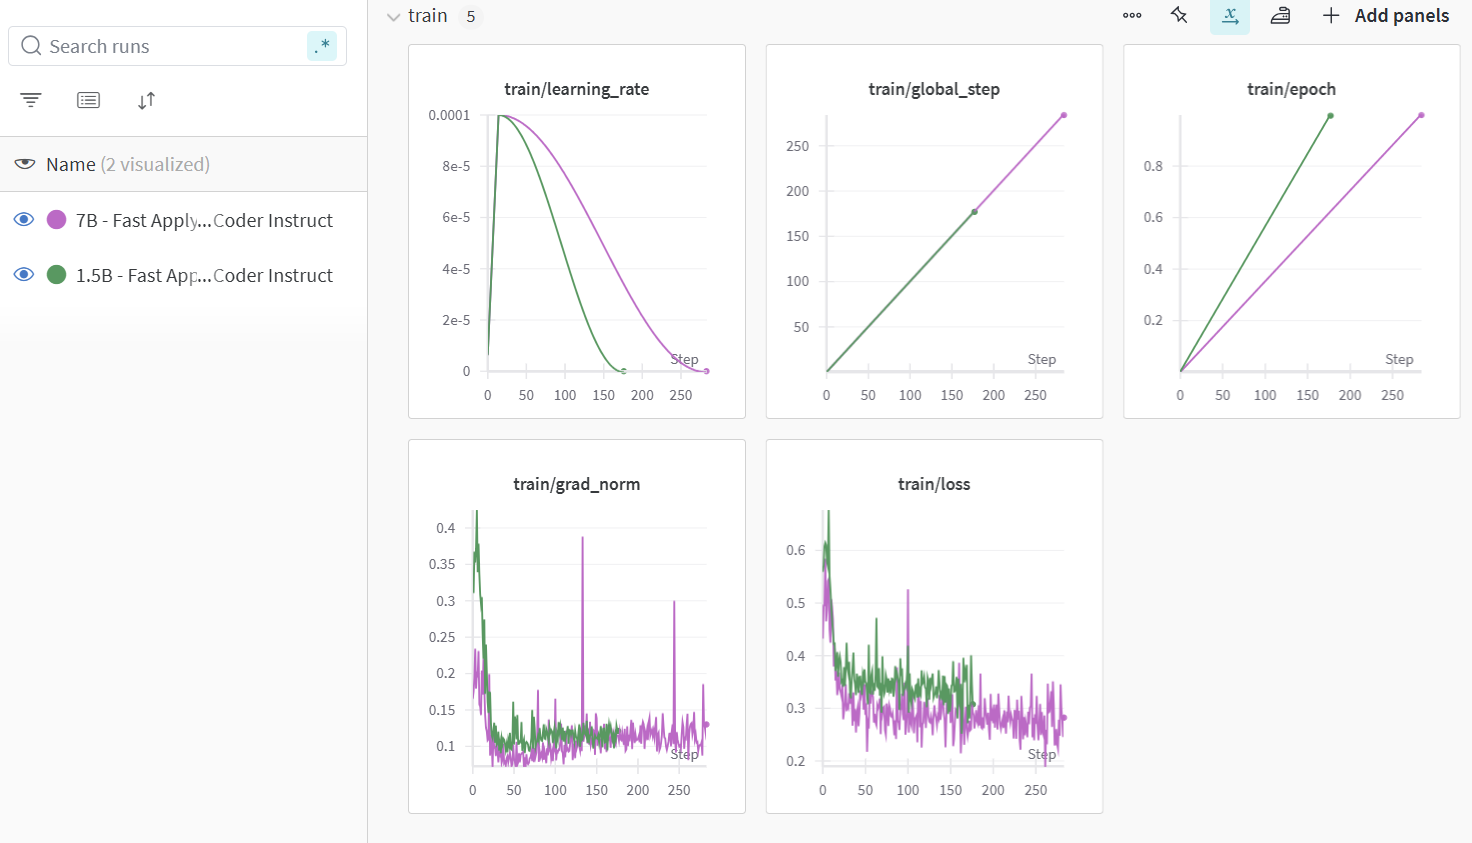 train 5
Add panels
Search runs
.*
Name (2 visualized)
7B - Fast Apply...Coder Instruct
1.5B - Fast App...Coder Instruct
train/learning_rate
0.0001
8e-5
6e-5
4e-5
2e-5
0
Step
0 50 100 150 200 250
train/global_step
250
200
150
100
50
Step
0 50 100 150 200 250
train/epoch
0.8
0.6
0.4
0.2
Step
0 50 100 150 200 250
train/grad_norm
0.4
0.35
0.3
0.25
0.2
0.15
0.1
Step
0 50 100 150 200 250
train/loss
0.6
0.5
0.4
0.3
0.2
Step
0 50 100 150 200 250